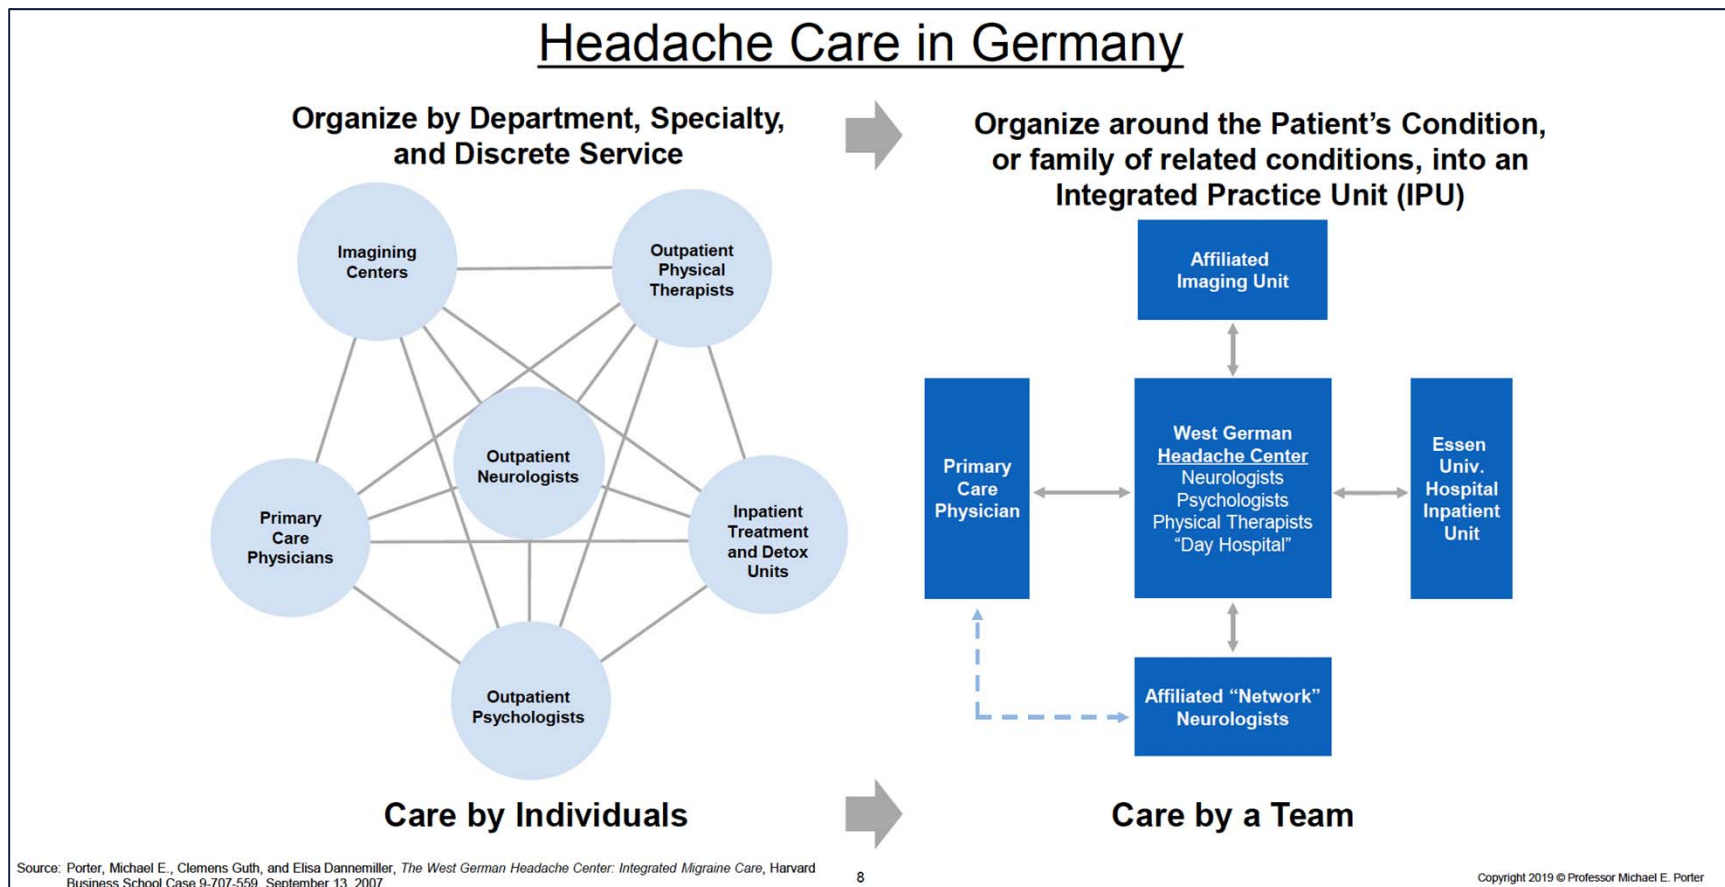 Headache Care in Germany
Organize by Department, Specialty,
and Discrete Service
Imagining
Centers
Outpatient
Physical
Therapists
Outpatient
Neurologists
Primary
Care
Physicians
Inpatient
Treatment
and Detox
Units
Outpatient
Psychologists
Care by Individuals
Organize around the Patient’s Condition,
or family of related conditions, into an
Integrated Practice Unit (IPU)
Affiliated
Imaging Unit
Primary
Care
Physician
West German
Headache Center
Neurologists
Psychologists
Physical Therapists
“Day Hospital”
Essen
Univ.
Hospital
Inpatient
Unit
Affiliated “Network”
Neurologists
Care by a Team
Source: Porter, Michael E., Clemens Guth, and Elisa Dannemiller, The West German Headache Center: Integrated Migraine Care, Harvard
Business School Case 9-707-559, September 13, 2007
8
Copyright 2019 © Professor Michael E. Porter